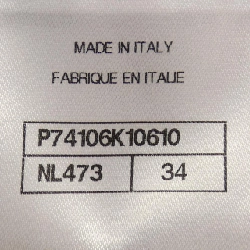 MADE IN ITALY
FABRIQUE EN ITALIE
P74106K10610
NL473 34